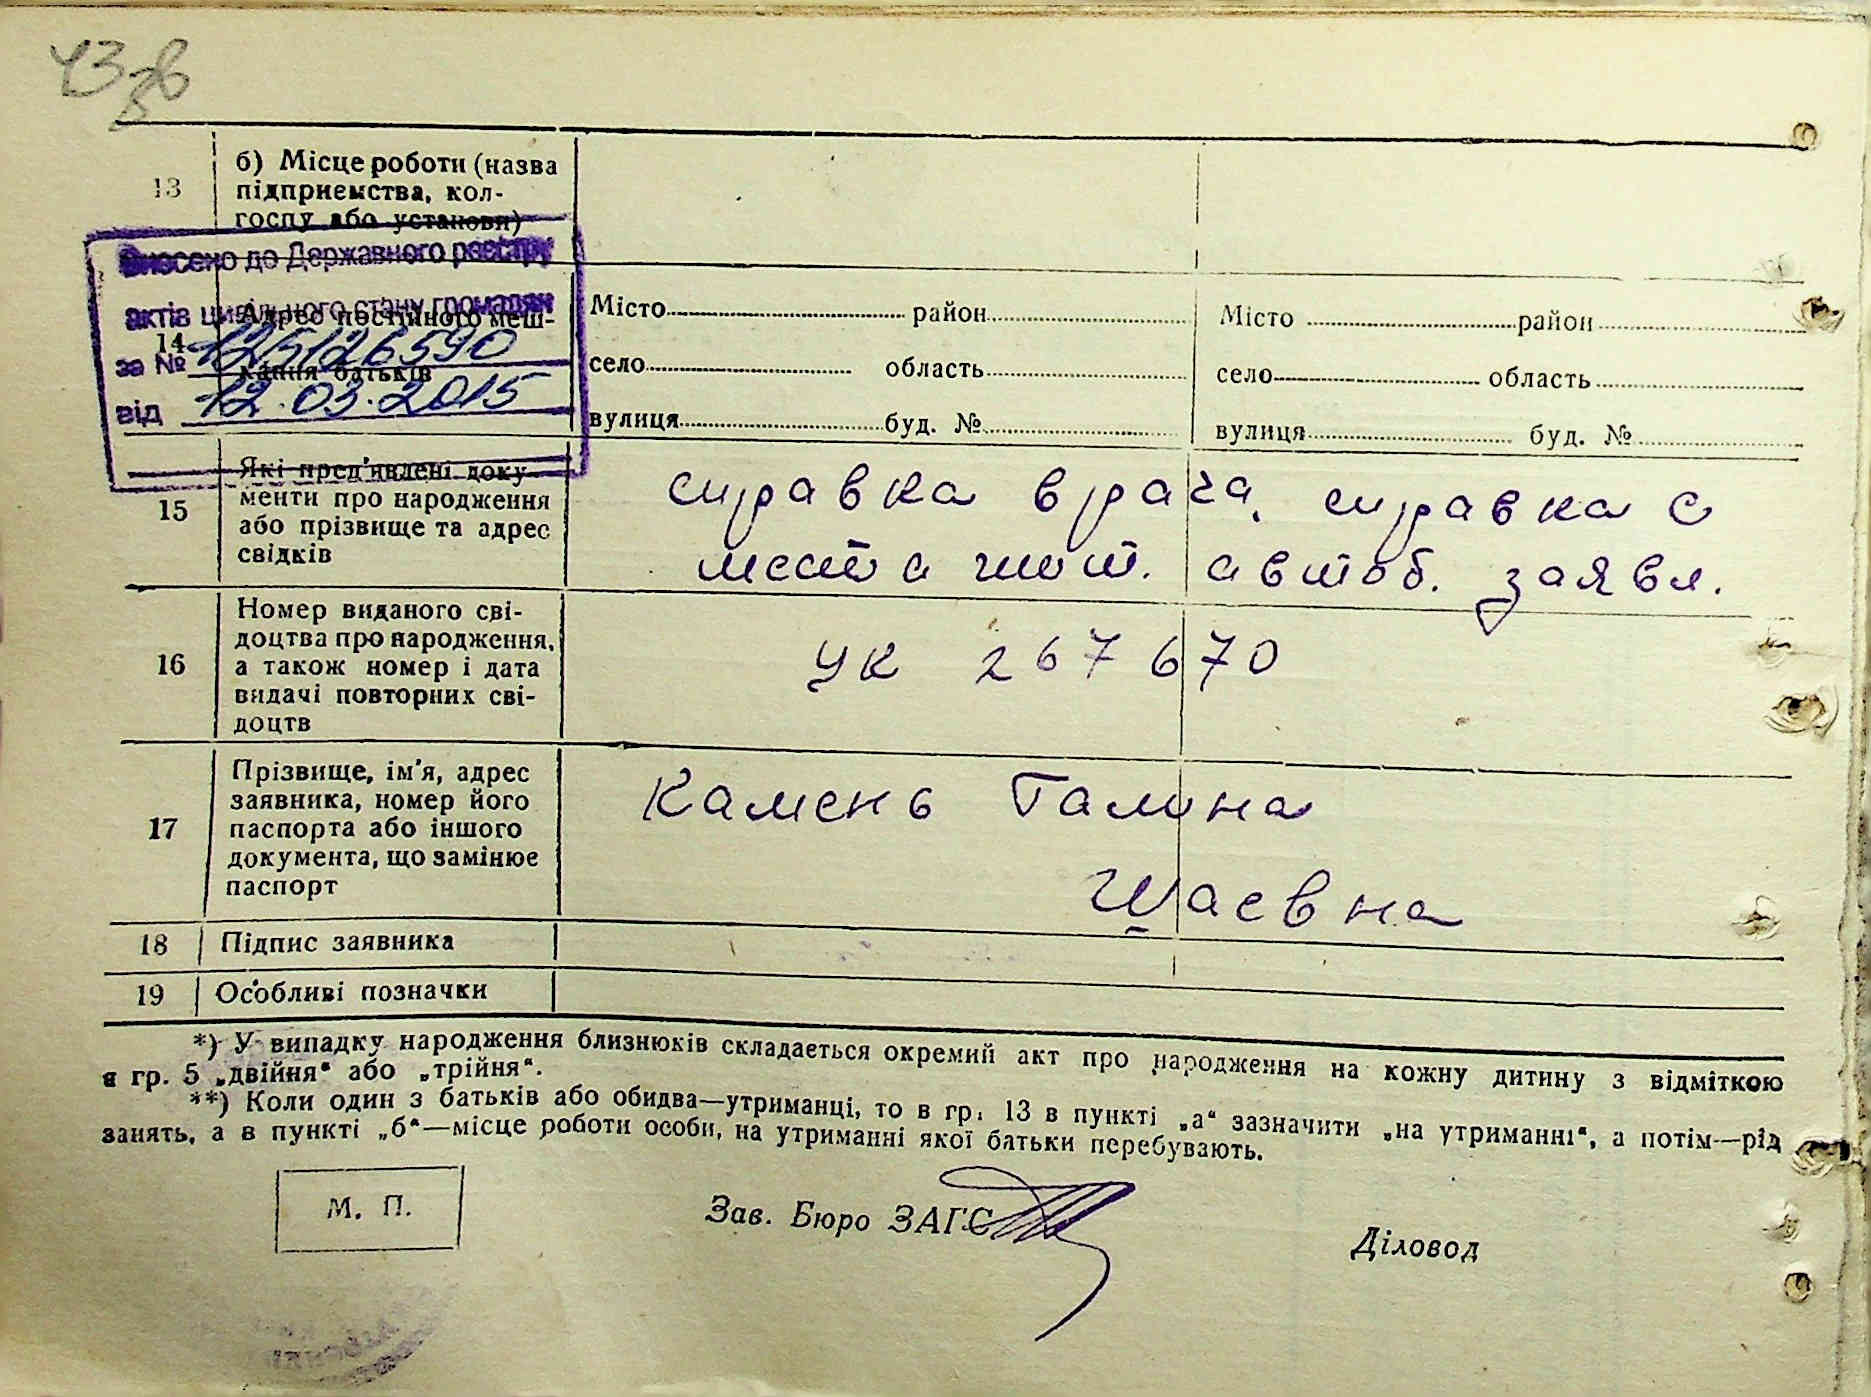 13
б) Місце роботи (назва
підприємства, кол-
госпу або установи)
Внесено до Державного реєстру
актів цивільного стану громадян
за № 125126590
від 12.03.2015
14
Адрес постійного меш-
кання батьків
Місто район
село область
вулиця буд. №
Місто район
село область
вулиця буд. №
15
Які пред'явлені доку-
менти про народження
або прізвище та адрес
свідків
справка врача, справка с
места жит. автоб. заявл.
16
Номер виданого сві-
доцтва про народження,
а також номер і дата
видачі повторних сві-
доцтв
УК 267670
17
Прізвище, ім'я, адрес
заявника, номер його
паспорта або іншого
документа, що замінює
паспорт
Камень Галина
Шаевна
18 Підпис заявника
19 Особливі позначки
*) У випадку народження близнюків складається окремий акт про народження на кожну дитину з відміткою
в гр. 5 „двійня“ або „трійня“.
**) Коли один з батьків або обидва—утриманці, то в гр. 13 в пункті „а“ зазначити „на утриманні“, а потім—рід
занять, а в пункті „б“—місце роботи особи, на утриманні якої батьки перебувають.
М. П.
Зав. Бюро ЗАГС
Діловод